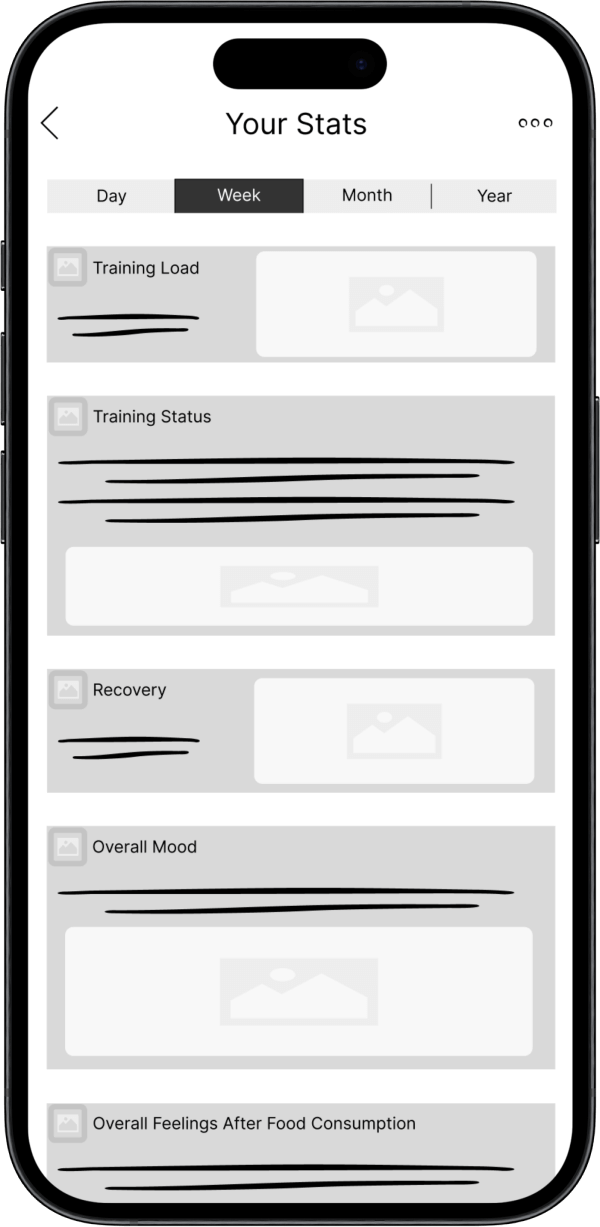 Your Stats
Day Week Month Year
Training Load
Training Status
Recovery
Overall Mood
Overall Feelings After Food Consumption